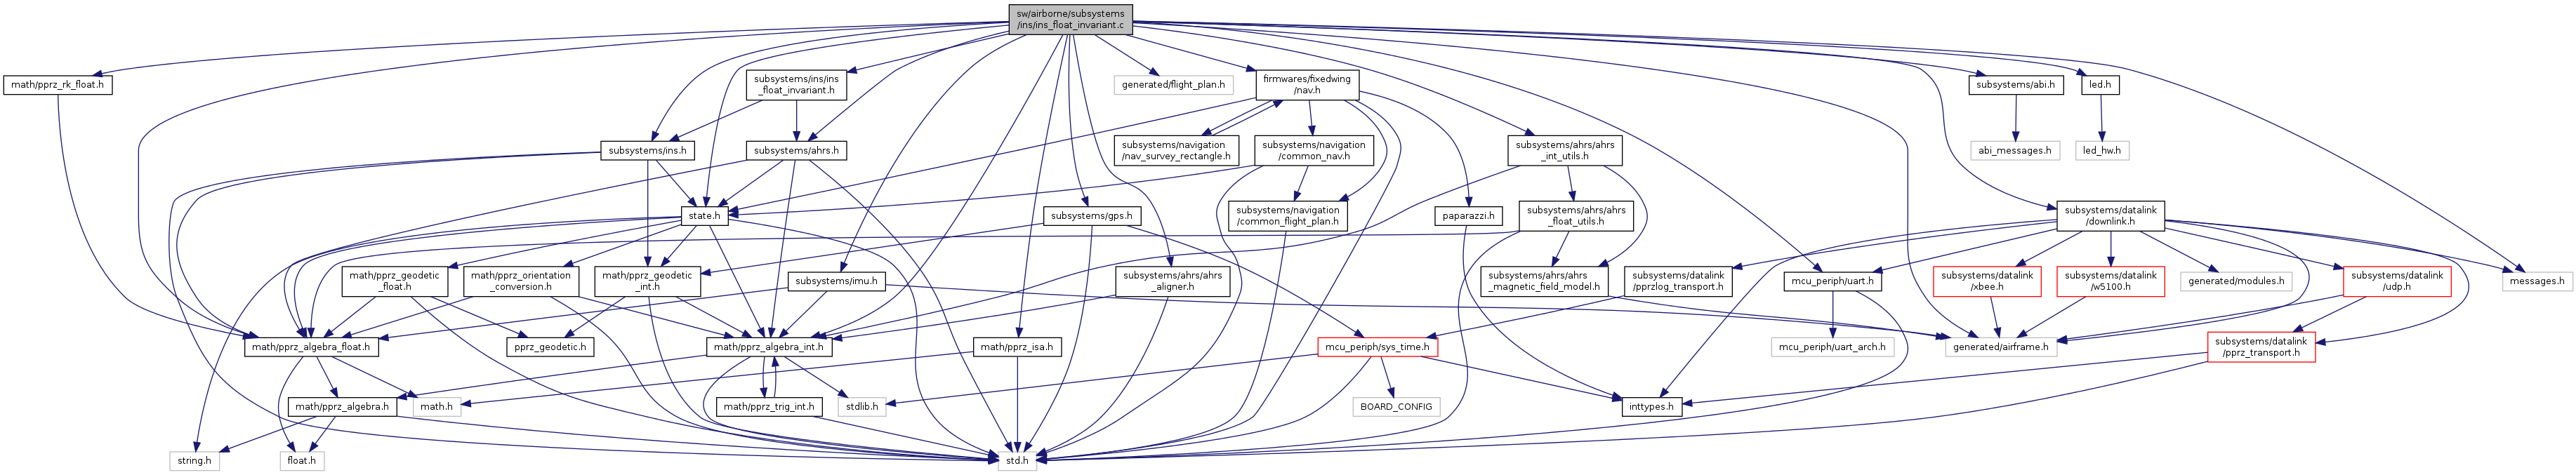 sw/airborne/subsystems
/ins/ins_float_invariant.c
math/pprz_rk_float.h
subsystems/ins/ins
_float_invariant.h
generated/flight_plan.h
firmwares/fixedwing
/nav.h
subsystems/abi.h
led.h
subsystems/ins.h
subsystems/ahrs.h
subsystems/navigation
/nav_survey_rectangle.h
subsystems/navigation
/common_nav.h
subsystems/ahrs/ahrs
_int_utils.h
abi_messages.h
led_hw.h
state.h
subsystems/gps.h
subsystems/navigation
/common_flight_plan.h
paparazzi.h
subsystems/ahrs/ahrs
_float_utils.h
subsystems/datalink
/downlink.h
math/pprz_geodetic
_float.h
math/pprz_orientation
_conversion.h
math/pprz_geodetic
_int.h
subsystems/imu.h
subsystems/ahrs/ahrs
_aligner.h
subsystems/ahrs/ahrs
_magnetic_field_model.h
subsystems/datalink
/pprzlog_transport.h
mcu_periph/uart.h
subsystems/datalink
/xbee.h
subsystems/datalink
/w5100.h
generated/modules.h
subsystems/datalink
/udp.h
messages.h
math/pprz_algebra_float.h
pprz_geodetic.h
math/pprz_algebra_int.h
math/pprz_isa.h
mcu_periph/sys_time.h
mcu_periph/uart_arch.h
generated/airframe.h
subsystems/datalink
/pprz_transport.h
math/pprz_algebra.h
math.h
math/pprz_trig_int.h
stdlib.h
BOARD_CONFIG
inttypes.h
string.h
float.h
std.h